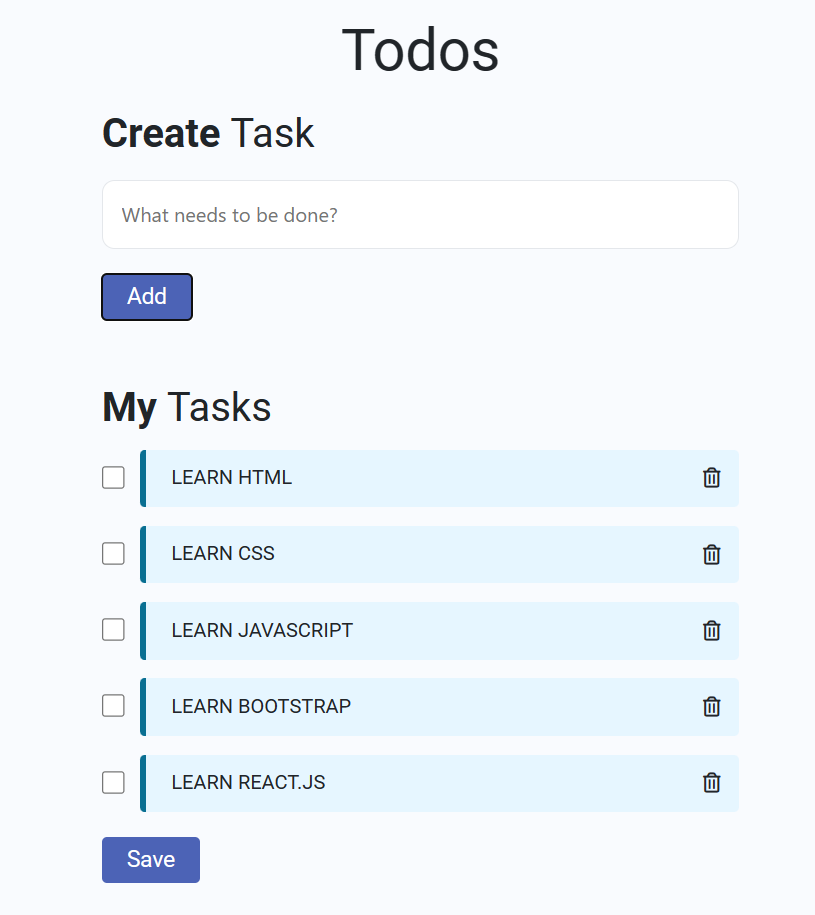 Todos
Create Task
What needs to be done?
Add
My Tasks
LEARN HTML
LEARN CSS
LEARN JAVASCRIPT
LEARN BOOTSTRAP
LEARN REACT.JS
Save